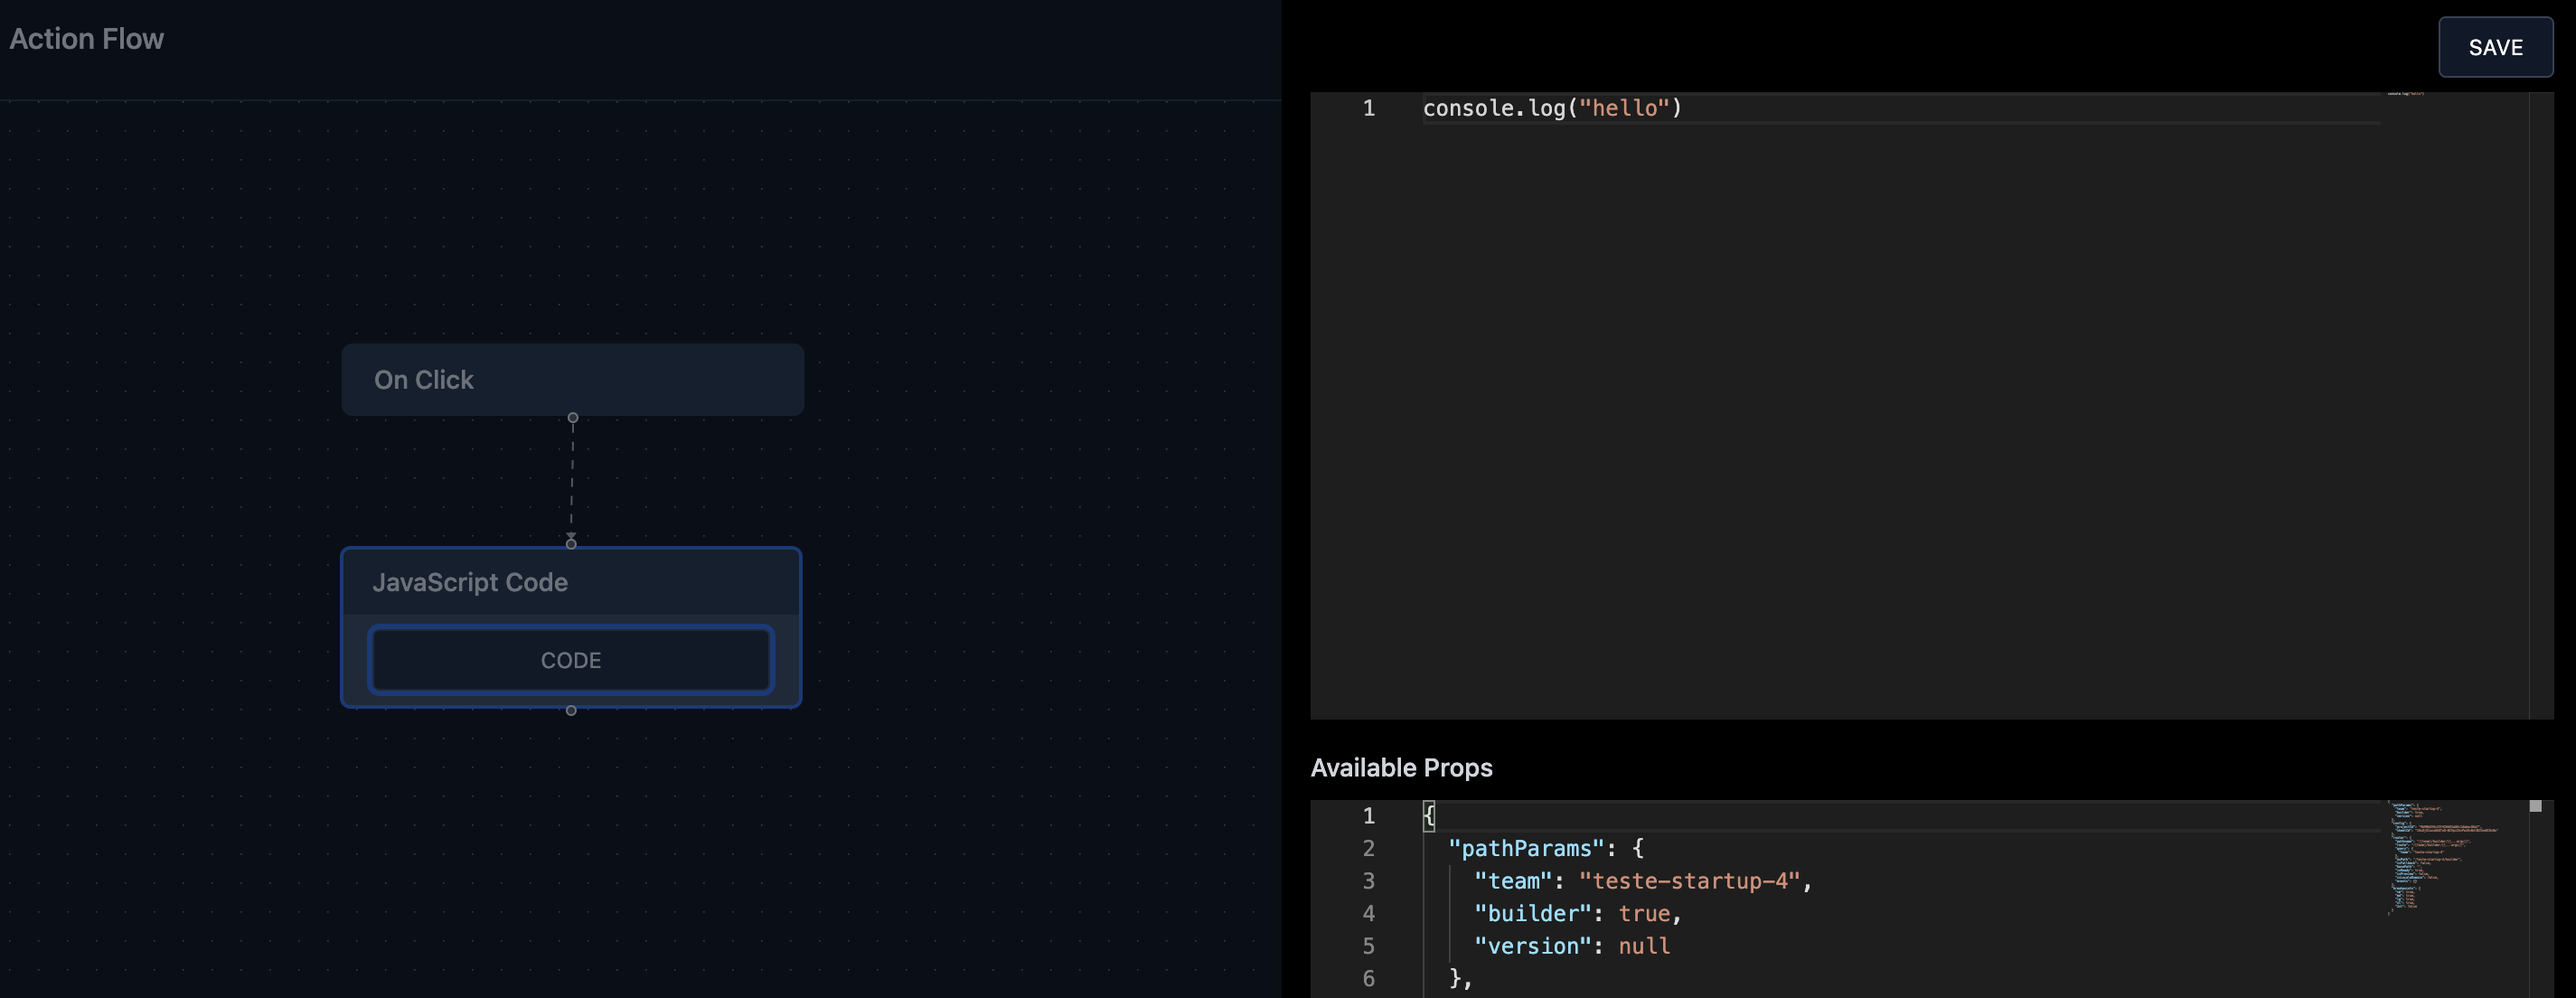 Action Flow
On Click
JavaScript Code
CODE
SAVE
1 console.log("hello")
Available Props
1 {
2 "pathParams": {
3 "team": "teste-startup-4",
4 "builder": true,
5 "version": null
6 },